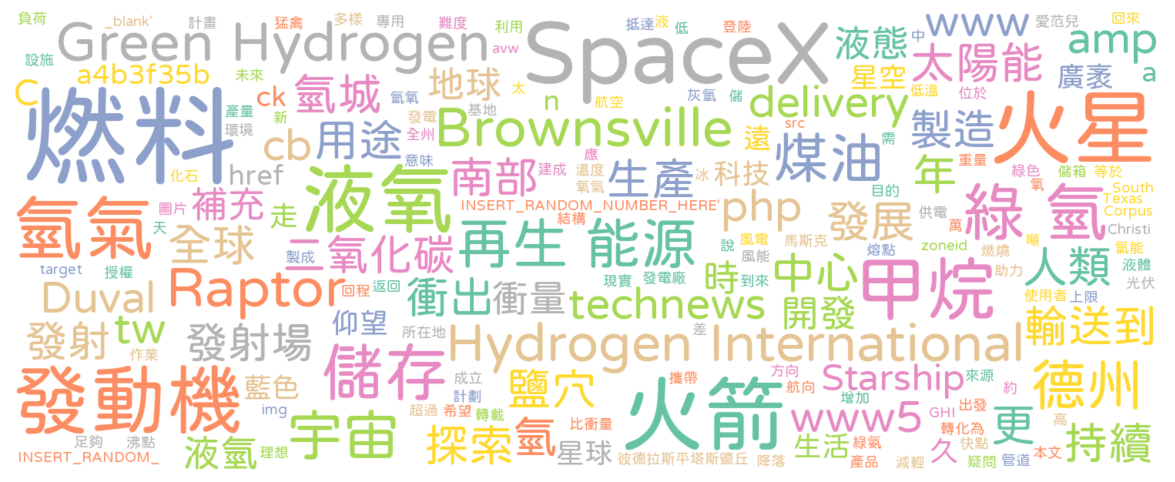 負荷 _blank' 計畫 猛禽 多樣 專用 難度 利用 抵達 液 低 登陸 中 www 愛范兒 回來
設施 Green Hydrogen avw SpaceX 液態 太陽能 amp
C a4b3f35b 未來 地球 太 星空 低溫 位於 廣袤 a
燃料 產量 ck 氫城 氫氧 基地 發電 n 航空 灰氫 儲 delivery 製造 火星
環境 新 cb 用途 全州 Brownsville 遠 src 煤油 需
化石 href 意味 南部 建成 應 溫度 氧氣 冰 生產 科技 目的 年 重量 綠色 氧 儲箱 等於 South
氫氣 圖片 補充 走 液氧 INSERT_RANDOM_NUMBER_HERE' 結構 php 發展 供電 萬 綠 氫 Texas Corpus Christi
天 全球 二氧化碳 再生 能源 說 風電 風能 馬斯克 熔點 zoneid 燃燒 噸 氫能
target 授權 製成 Raptor 回程 返回 衝出 衝量 現實 發電廠 時 到來 中心 甲烷 助力 人類 液體 光伏
Duval technews 開發 使用者 上限
發射 tw 作業 發射場 仰望 所在地 Hydrogen International 差 輸送到
發動機 藍色 img 儲存 成立 計劃 鹽穴 攜帶 方向 航向 Starship 來源 約 德州
超過 希望 轉載 比衝量 火箭 增加 www5 GHI 出發 轉化為 高
足夠 沸點 液氫 理想 宇宙 探索 氫 星球 生活 綠氨 久 快點 更 持續
INSERT_RANDOM_ 彼德拉斯平塔斯鹽丘 降落 產品 減輕 疑問 管道 本文